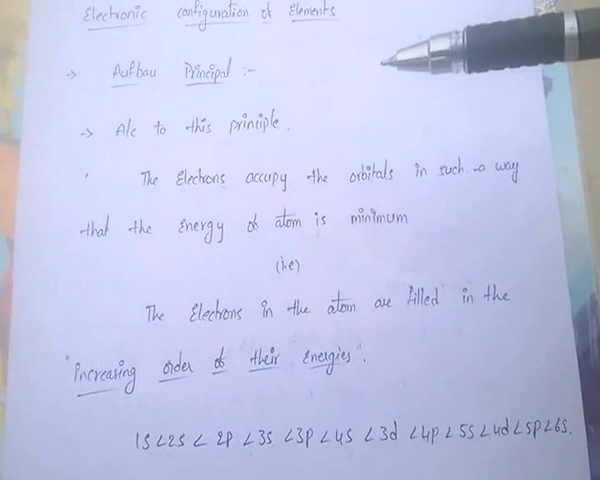 Electronic configuration of Elements
→ Aufbau Principal :-
→ A/c to this principle.
The Electrons occupy the orbitals in such a way
that the Energy of atom is minimum
(i.e)
The Electrons in the atom are filled in the
"Increasing order of their Energies".
1S < 2S < 2p < 3s < 3p < 4s < 3d < 4p < 5s < 4d < 5p < 6s.